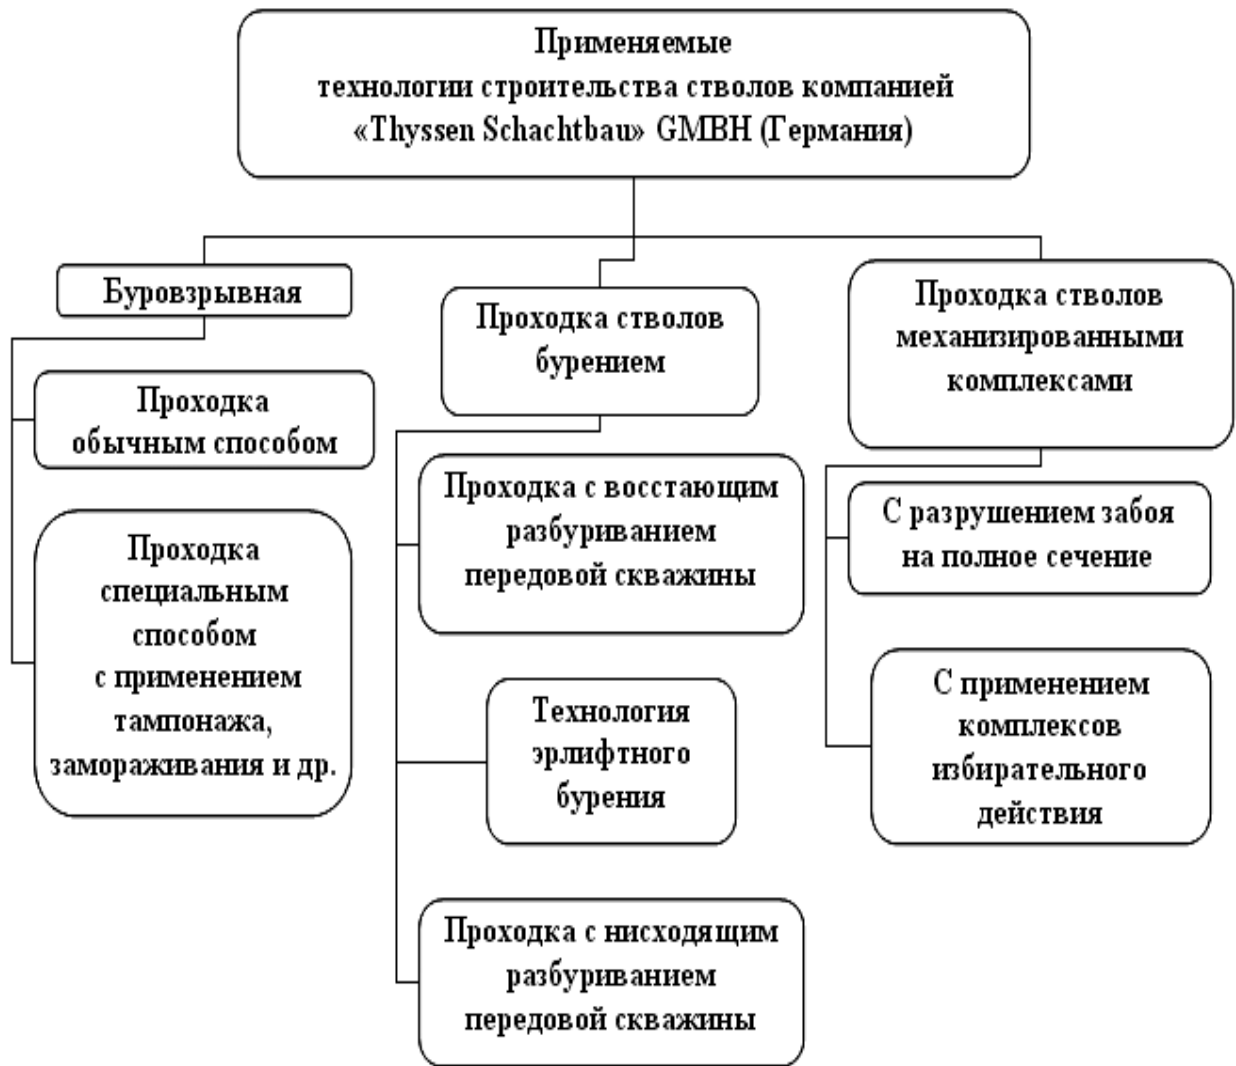 Применяемые
технологии строительства стволов компанией
«Thyssen Schachtbau» GMBH (Германия)
Буровзрывная
Проходка
обычным способом
Проходка
специальным
способом
с применением
тампонажа,
замораживания и др.
Проходка стволов
бурением
Проходка с восстающим
разбуриванием
передовой скважины
Технология
эрлифтного
бурения
Проходка с нисходящим
разбуриванием
передовой скважины
Проходка стволов
механизированными
комплексами
С разрушением забоя
на полное сечение
С применением
комплексов
избирательного
действия